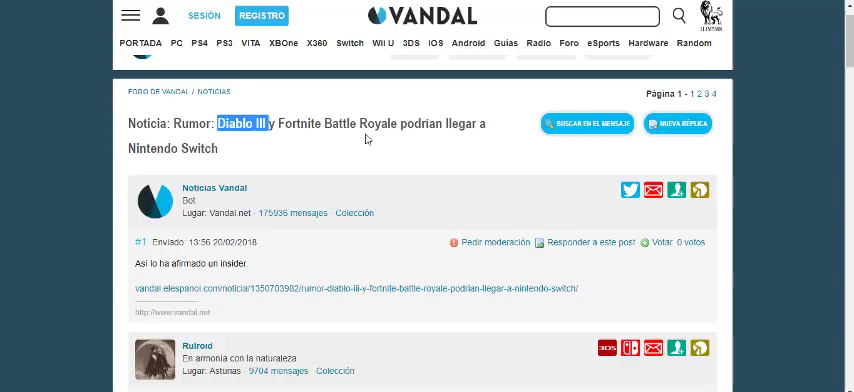 SESIÓN REGISTRO VANDAL EL ESPAÑOL
PORTADA PC PS4 PS3 VITA XBOne X360 Switch Wii U 3DS iOS Android Guías Radio Foro eSports Hardware Random
FORO DE VANDAL / NOTICIAS
Página 1 - 1 2 3 4
Noticia: Rumor: Diablo III y Fortnite Battle Royale podrían llegar a
Nintendo Switch
BUSCAR EN EL MENSAJE NUEVA RÉPLICA
Noticias Vandal
Bot
Lugar: Vandal.net · 175936 mensajes · Colección
#1 Enviado: 13:56 20/02/2018 Pedir moderación Responder a este post Votar 0 votos
Así lo ha afirmado un insider.
vandal.elespanol.com/noticia/1350703982/rumor-diablo-iii-y-fortnite-battle-royale-podrian-llegar-a-nintendo-switch/
http://www.vandal.net
Rulroid
En armonía con la naturaleza
Lugar: Asturias · 9704 mensajes · Colección
3DS